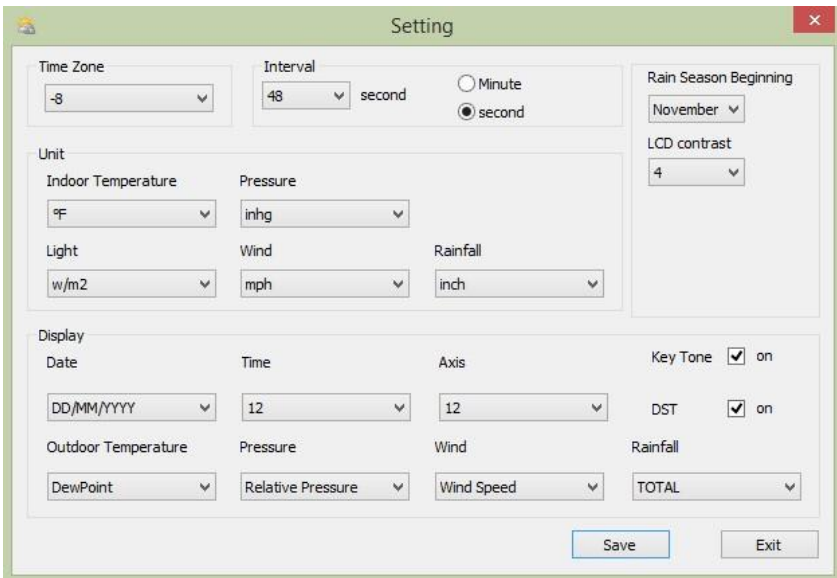 Setting
Time Zone
-8
Interval
48 second
Minute
second
Rain Season Beginning
November
LCD contrast
4
Unit
Indoor Temperature Pressure
ºF inhg
Light Wind Rainfall
w/m2 mph inch
Display
Date Time Axis
Key Tone on
DD/MM/YYYY 12 12
DST on
Outdoor Temperature Pressure Wind Rainfall
DewPoint Relative Pressure Wind Speed TOTAL
Save Exit